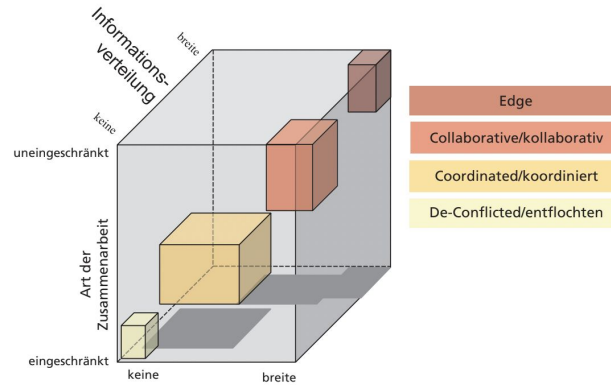 Informations-
verteilung
breite
keine
uneingeschränkt
Art der
Zusammenarbeit
eingeschränkt
keine
breite
Edge
Collaborative/kollaborativ
Coordinated/koordiniert
De-Conflicted/entflochten